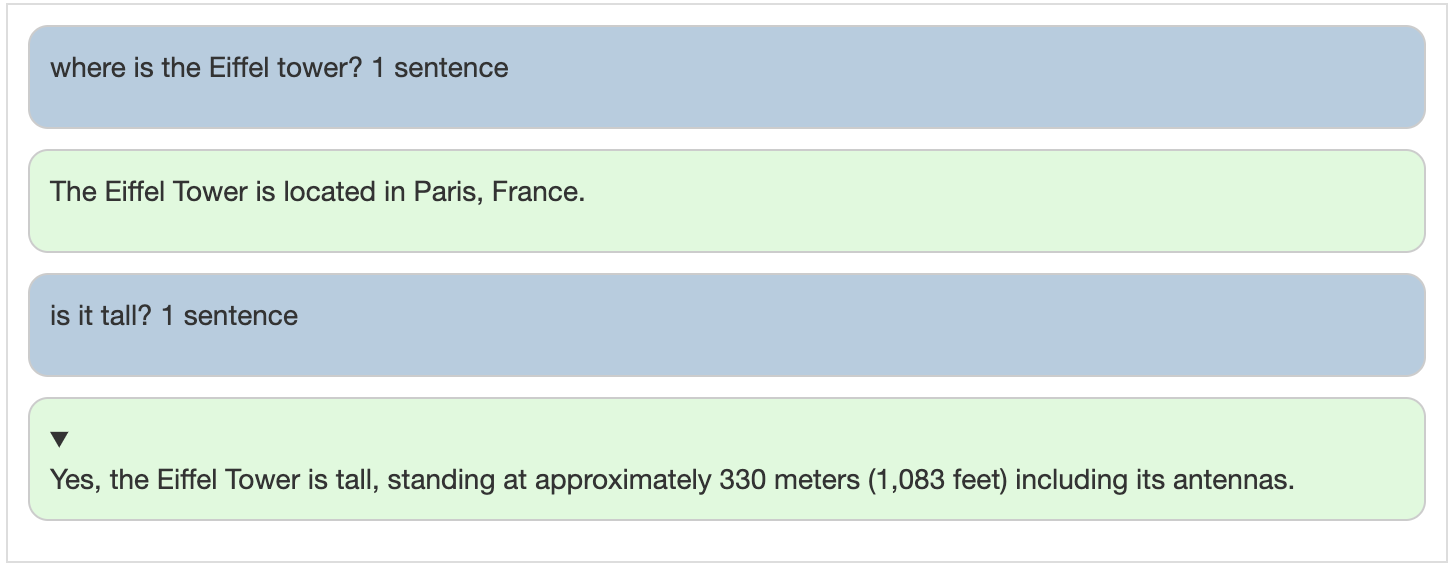 where is the Eiffel tower? 1 sentence
The Eiffel Tower is located in Paris, France.
is it tall? 1 sentence
▼
Yes, the Eiffel Tower is tall, standing at approximately 330 meters (1,083 feet) including its antennas.